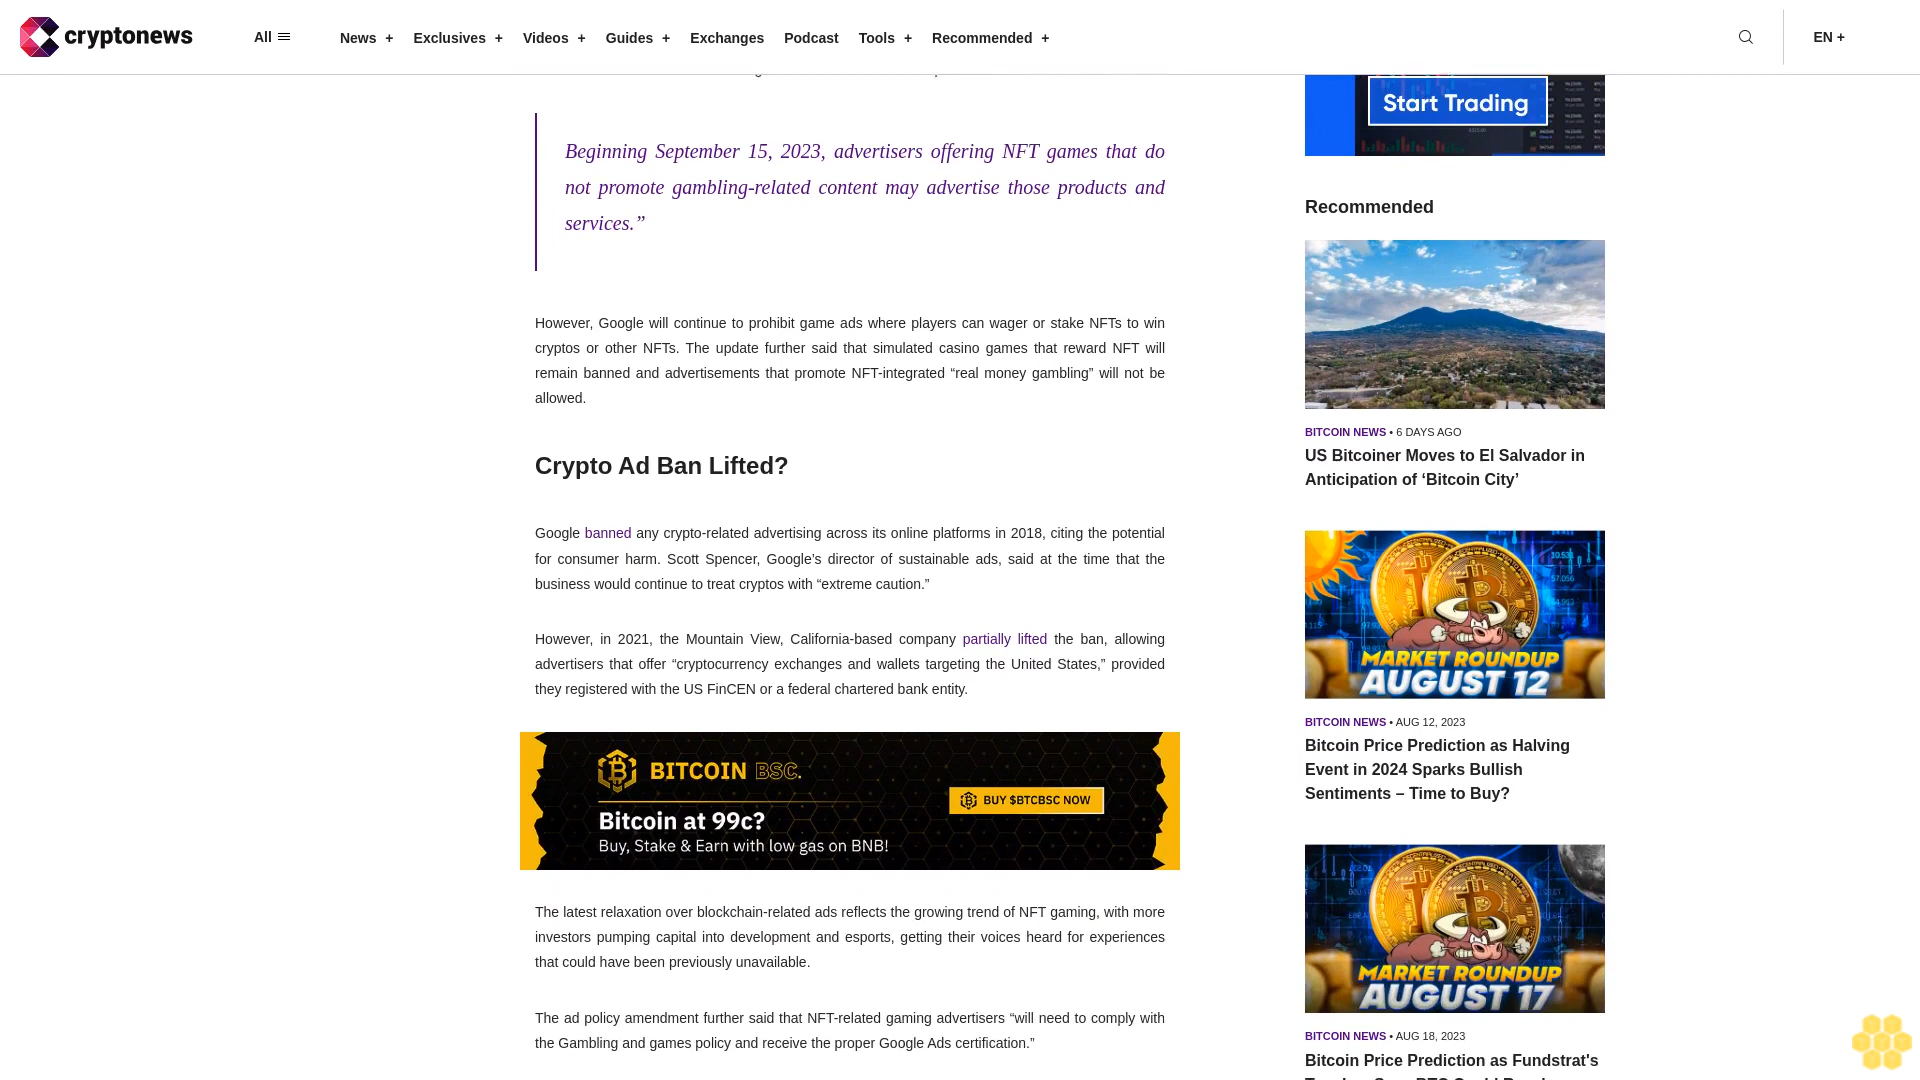 cryptonews
All
News +
Exclusives +
Videos +
Guides +
Exchanges
Podcast
Tools +
Recommended +
EN +
Beginning September 15, 2023, advertisers offering NFT games that do
not promote gambling-related content may advertise those products and
services.”
However, Google will continue to prohibit game ads where players can wager or stake NFTs to win
cryptos or other NFTs. The update further said that simulated casino games that reward NFT will
remain banned and advertisements that promote NFT-integrated “real money gambling” will not be
allowed.
Crypto Ad Ban Lifted?
Google banned any crypto-related advertising across its online platforms in 2018, citing the potential
for consumer harm. Scott Spencer, Google’s director of sustainable ads, said at the time that the
business would continue to treat cryptos with “extreme caution.”
However, in 2021, the Mountain View, California-based company partially lifted the ban, allowing
advertisers that offer “cryptocurrency exchanges and wallets targeting the United States,” provided
they registered with the US FinCEN or a federal chartered bank entity.
BITCOIN BSC.
Bitcoin at 99c?
Buy, Stake & Earn with low gas on BNB!
BUY $BTCBSC NOW
The latest relaxation over blockchain-related ads reflects the growing trend of NFT gaming, with more
investors pumping capital into development and esports, getting their voices heard for experiences
that could have been previously unavailable.
The ad policy amendment further said that NFT-related gaming advertisers “will need to comply with
the Gambling and games policy and receive the proper Google Ads certification.”
Start Trading
Recommended
BITCOIN NEWS • 6 DAYS AGO
US Bitcoiner Moves to El Salvador in
Anticipation of ‘Bitcoin City’
MARKET ROUNDUP
AUGUST 12
BITCOIN NEWS • AUG 12, 2023
Bitcoin Price Prediction as Halving
Event in 2024 Sparks Bullish
Sentiments – Time to Buy?
MARKET ROUNDUP
AUGUST 17
BITCOIN NEWS • AUG 18, 2023
Bitcoin Price Prediction as Fundstrat's